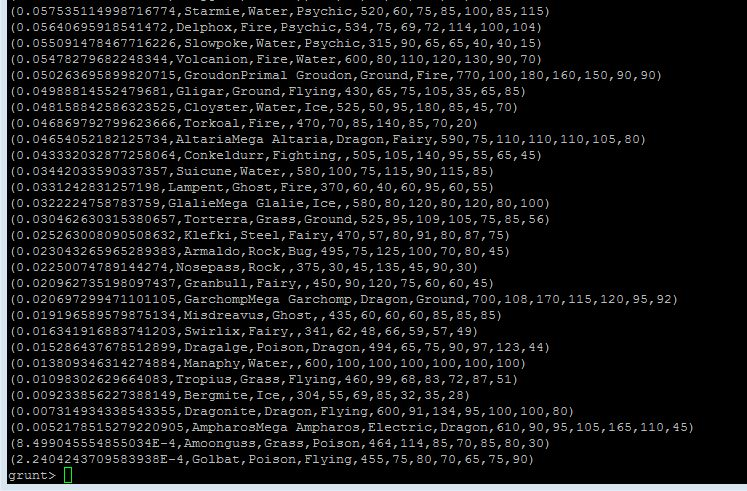 (0.057535114998716774,Starmie,Water,Psychic,520,60,75,85,100,85,115)
(0.05640695918541472,Delphox,Fire,Psychic,534,75,69,72,114,100,104)
(0.055091478467716226,Slowpoke,Water,Psychic,315,90,65,65,40,40,15)
(0.05478279682248344,Volcanion,Fire,Water,600,80,110,120,130,90,70)
(0.050263695899820715,GroudonPrimal Groudon,Ground,Fire,770,100,180,160,150,90,90)
(0.04988814552479681,Gligar,Ground,Flying,430,65,75,105,35,65,85)
(0.048158842586323525,Cloyster,Water,Ice,525,50,95,180,85,45,70)
(0.046869792799623666,Torkoal,Fire,,470,70,85,140,85,70,20)
(0.04654052182125734,AltariaMega Altaria,Dragon,Fairy,590,75,110,110,110,105,80)
(0.043332032877258064,Conkeldurr,Fighting,,505,105,140,95,55,65,45)
(0.03442033590337357,Suicune,Water,,580,100,75,115,90,115,85)
(0.0331242831257198,Lampent,Ghost,Fire,370,60,40,60,95,60,55)
(0.0322224758783759,GlalieMega Glalie,Ice,,580,80,120,80,120,80,100)
(0.030462630315380657,Torterra,Grass,Ground,525,95,109,105,75,85,56)
(0.025263008090508632,Klefki,Steel,Fairy,470,57,80,91,80,87,75)
(0.023043265965289383,Armaldo,Rock,Bug,495,75,125,100,70,80,45)
(0.02250074789144274,Nosepass,Rock,,375,30,45,135,45,90,30)
(0.020962735198097437,Granbull,Fairy,,450,90,120,75,60,60,45)
(0.020697299471101105,GarchompMega Garchomp,Dragon,Ground,700,108,170,115,120,95,92)
(0.019196589579875134,Misdreavus,Ghost,,435,60,60,60,85,85,85)
(0.016341916883741203,Swirlix,Fairy,,341,62,48,66,59,57,49)
(0.015286437678512899,Dragalge,Poison,Dragon,494,65,75,90,97,123,44)
(0.013809346314274884,Manaphy,Water,,600,100,100,100,100,100,100)
(0.01098302629664083,Tropius,Grass,Flying,460,99,68,83,72,87,51)
(0.009233856227388149,Bergmite,Ice,,304,55,69,85,32,35,28)
(0.007314934338543355,Dragonite,Dragon,Flying,600,91,134,95,100,100,80)
(0.0052178515279220905,AmpharosMega Ampharos,Electric,Dragon,610,90,95,105,165,110,45)
(8.499045554855034E-4,Amoonguss,Grass,Poison,464,114,85,70,85,80,30)
(2.2404243709583938E-4,Golbat,Poison,Flying,455,75,80,70,65,75,90)
grunt>